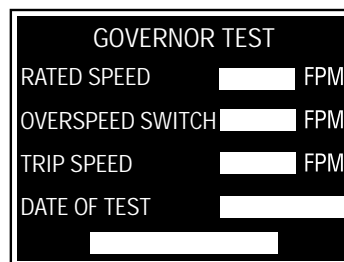 GOVERNOR TEST
RATED SPEED FPM
OVERSPEED SWITCH FPM
TRIP SPEED FPM
DATE OF TEST